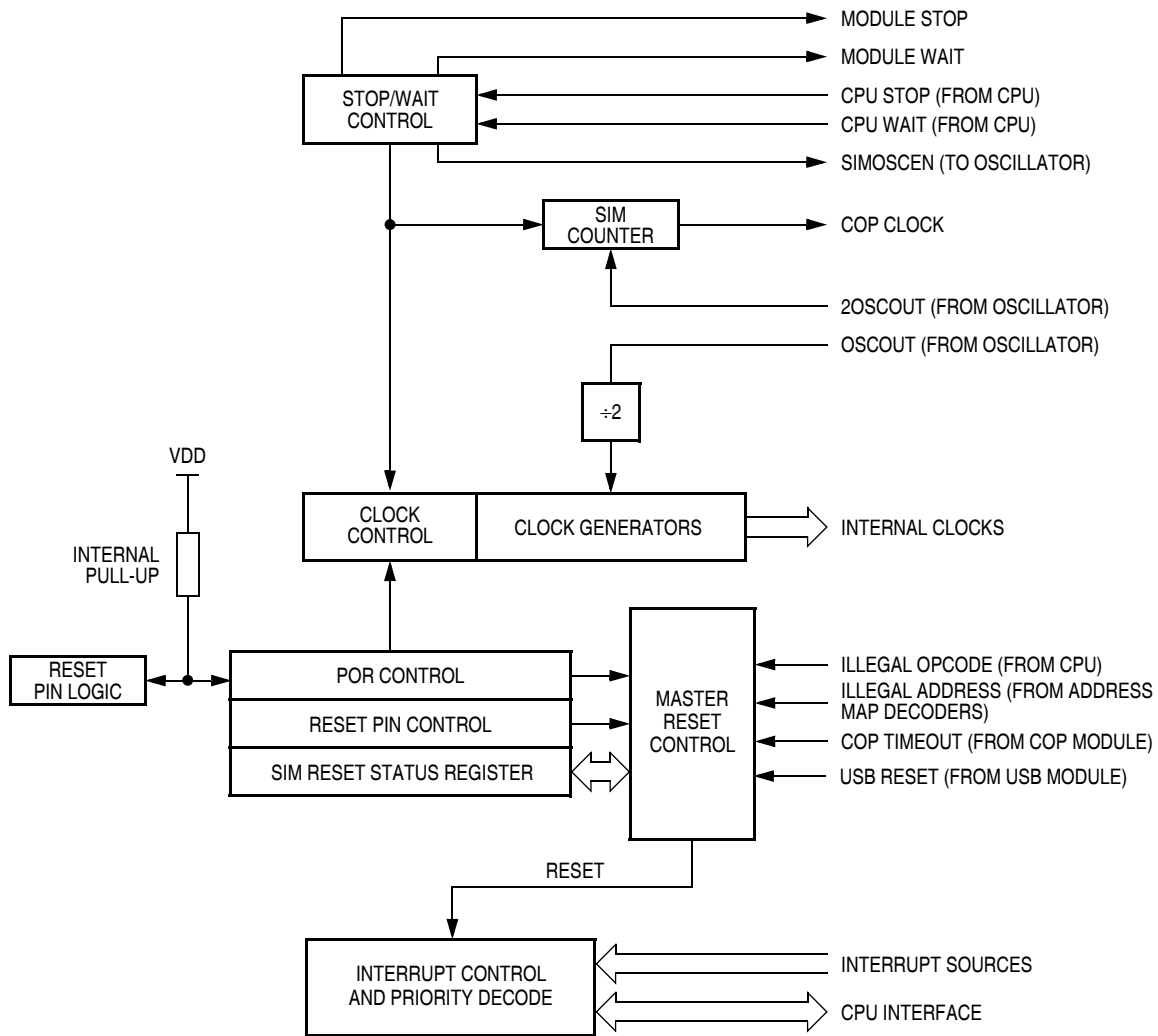 MODULE STOP
MODULE WAIT
STOP/WAIT
CONTROL
CPU STOP (FROM CPU)
CPU WAIT (FROM CPU)
SIMOSCEN (TO OSCILLATOR)
SIM
COUNTER
COP CLOCK
2OSCOUT (FROM OSCILLATOR)
OSCOUT (FROM OSCILLATOR)
÷2
VDD
CLOCK
CONTROL
CLOCK GENERATORS
INTERNAL CLOCKS
INTERNAL
PULL-UP
RESET
PIN LOGIC
POR CONTROL
RESET PIN CONTROL
SIM RESET STATUS REGISTER
MASTER
RESET
CONTROL
ILLEGAL OPCODE (FROM CPU)
ILLEGAL ADDRESS (FROM ADDRESS
MAP DECODERS)
COP TIMEOUT (FROM COP MODULE)
USB RESET (FROM USB MODULE)
RESET
INTERRUPT CONTROL
AND PRIORITY DECODE
INTERRUPT SOURCES
CPU INTERFACE